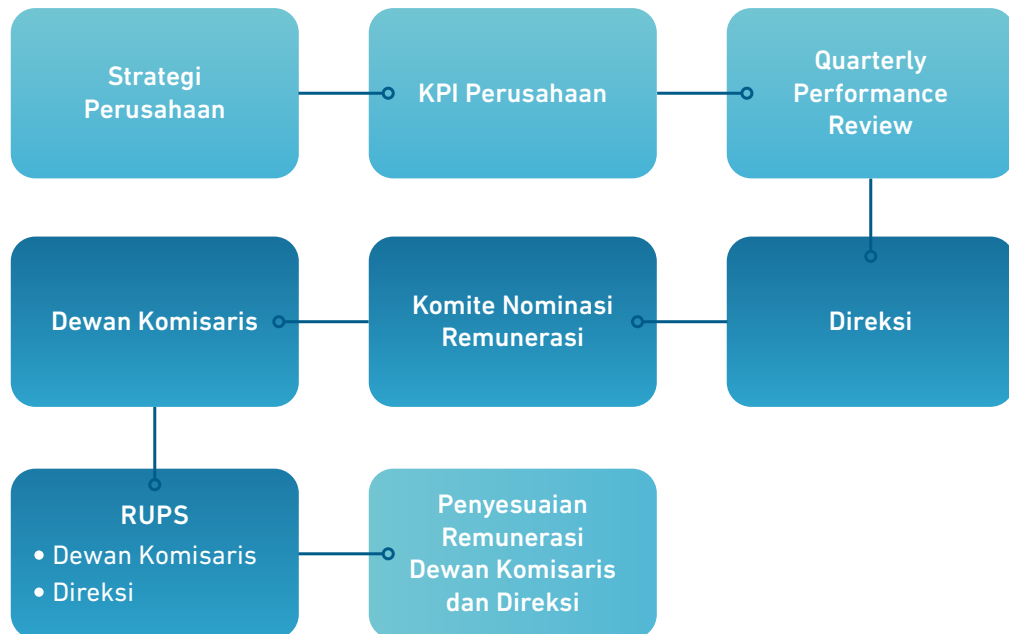 Strategi
Perusahaan
KPI Perusahaan
Quarterly
Performance
Review
Dewan Komisaris
Komite Nominasi
Remunerasi
Direksi
RUPS
• Dewan Komisaris
• Direksi
Penyesuaian
Remunerasi
Dewan Komisaris
dan Direksi